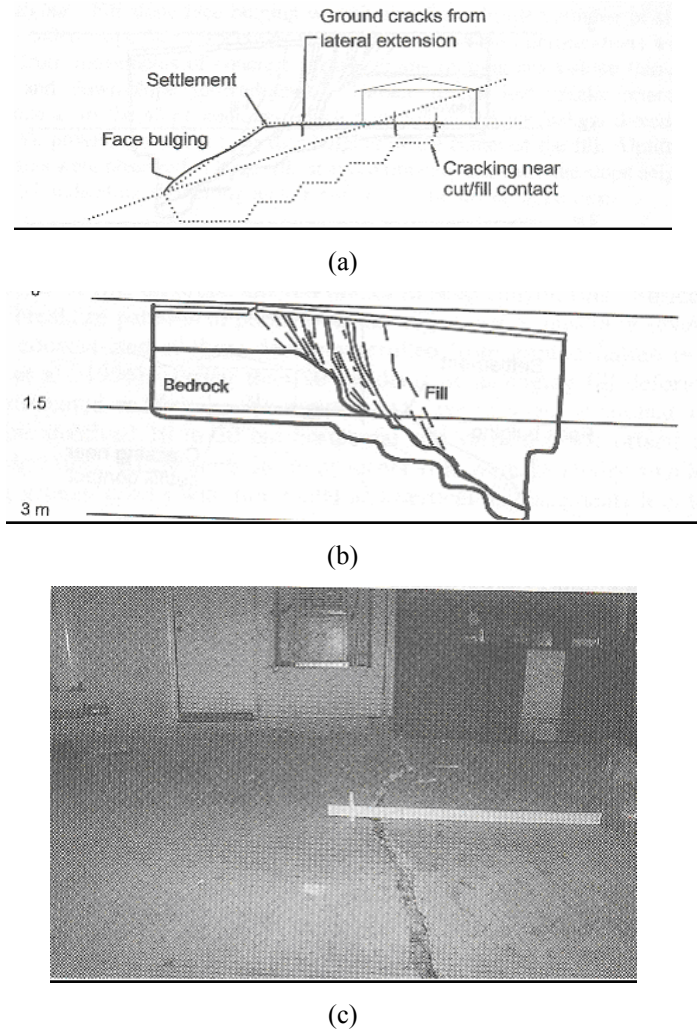 Ground cracks from
lateral extension
Settlement
Face bulging
Cracking near
cut/fill contact
(a)
Bedrock
Fill
1.5
3 m
(b)
(c)